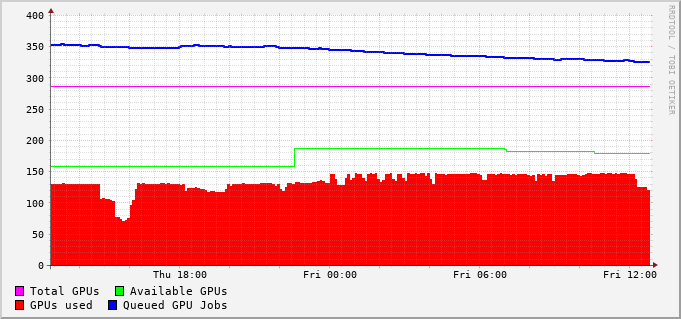 400
350
300
250
200
150
100
50
0
Thu 18:00 Fri 00:00 Fri 06:00 Fri 12:00
Total GPUs Available GPUs
GPUs used Queued GPU Jobs
RRDTOOL / TOBI OETIKER